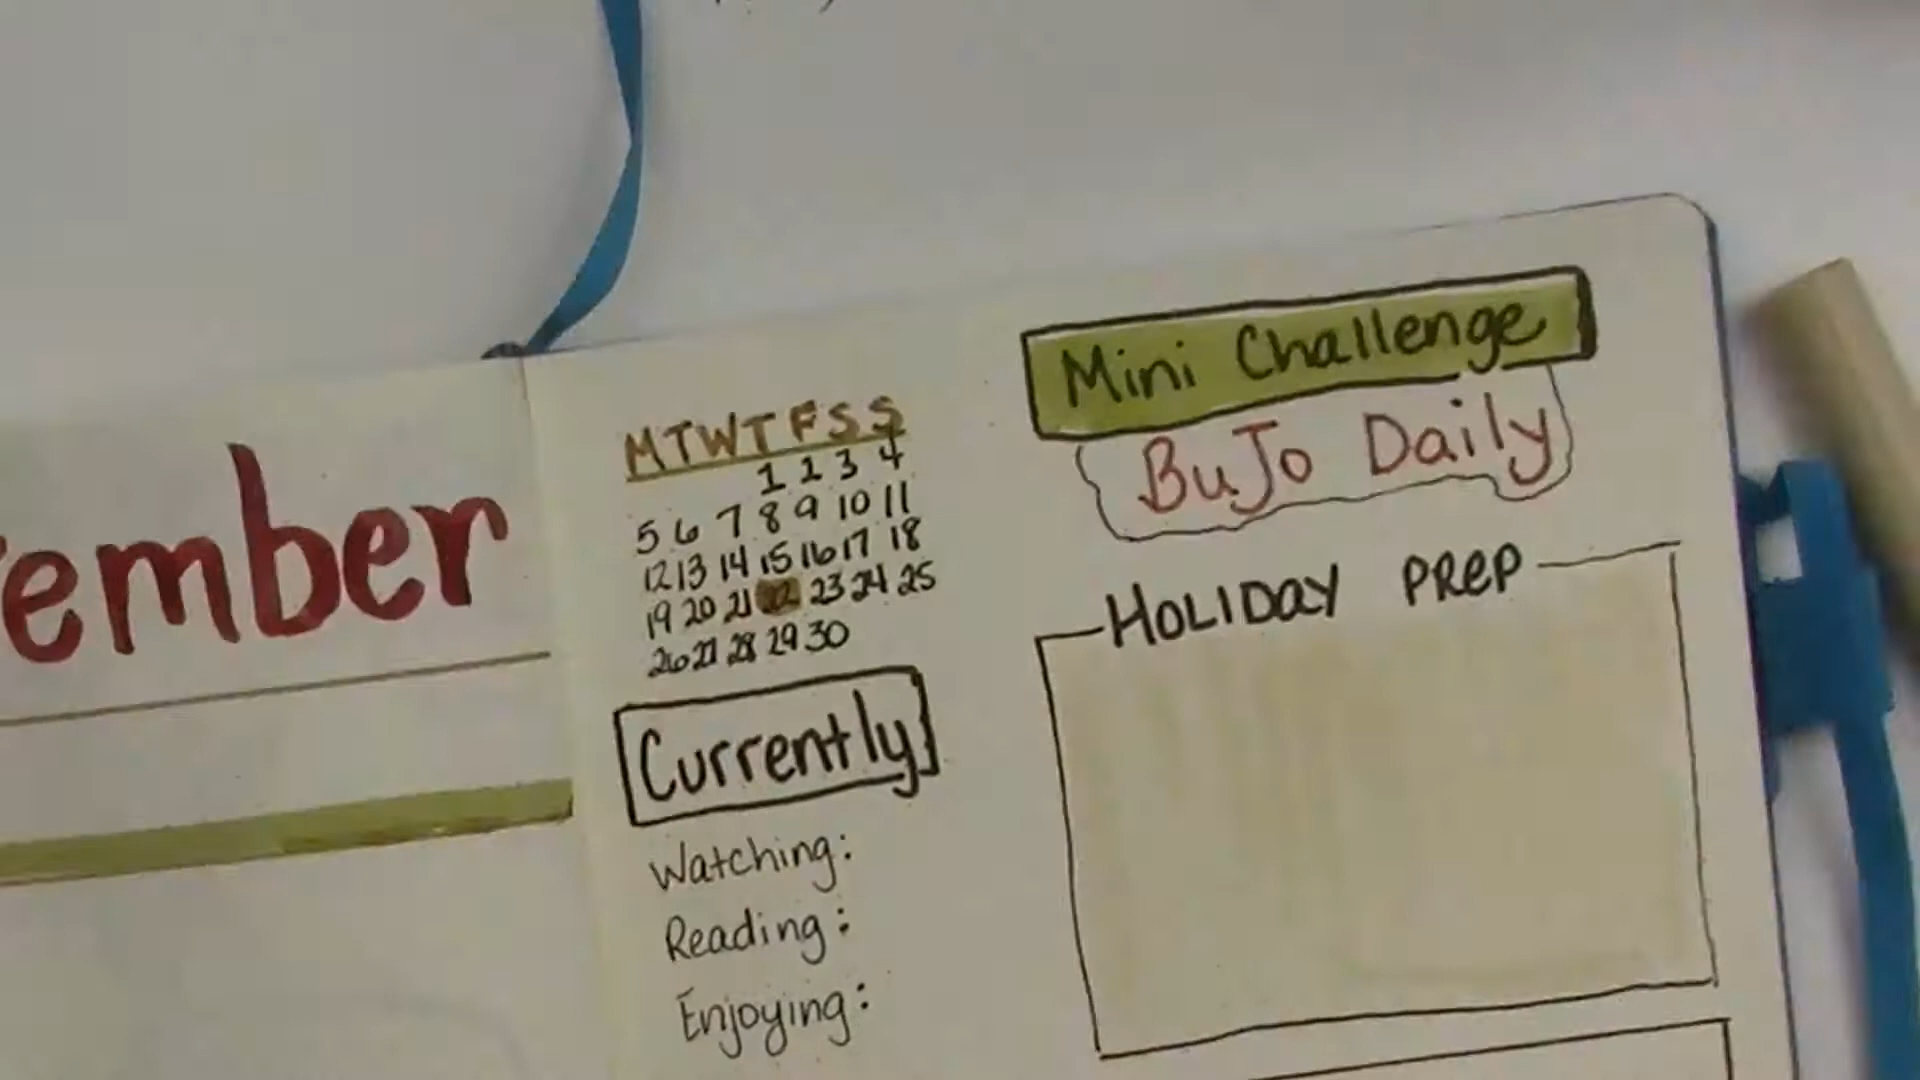 ember
M T W T F S S
1 2 3 4
5 6 7 8 9 10 11
12 13 14 15 16 17 18
19 20 21 22 23 24 25
26 27 28 29 30
Currently
Watching:
Reading:
Enjoying:
Mini Challenge
BuJo Daily
HOLIDAY PREP